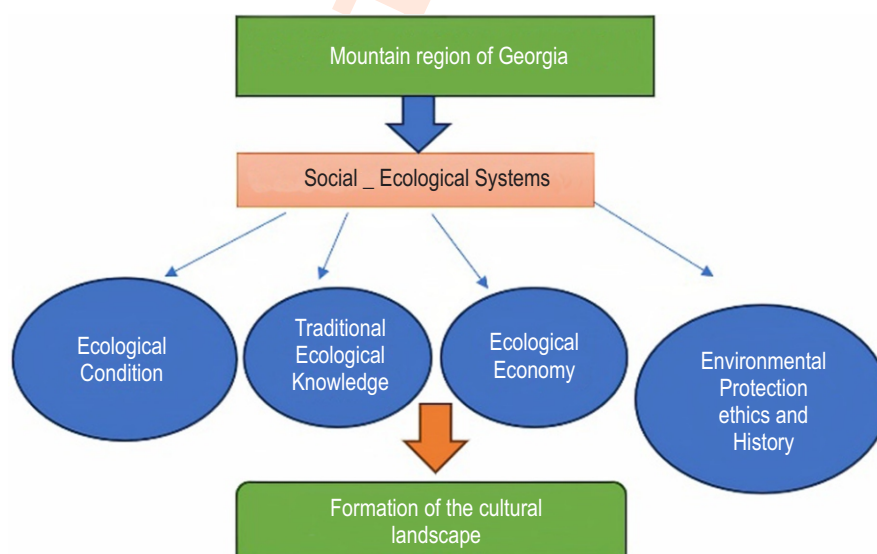 Mountain region of Georgia
Social _ Ecological Systems
Ecological
Condition
Traditional
Ecological
Knowledge
Ecological
Economy
Environmental
Protection
ethics and
History
Formation of the cultural
landscape